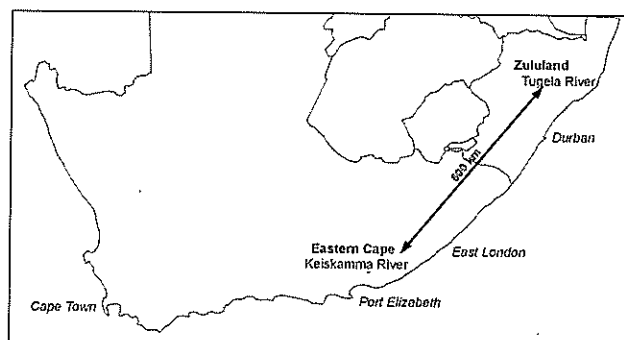 Zululand
Tugela River
Durban
600 km
Eastern Cape
Keiskamma River
East London
Port Elizabeth
Cape Town